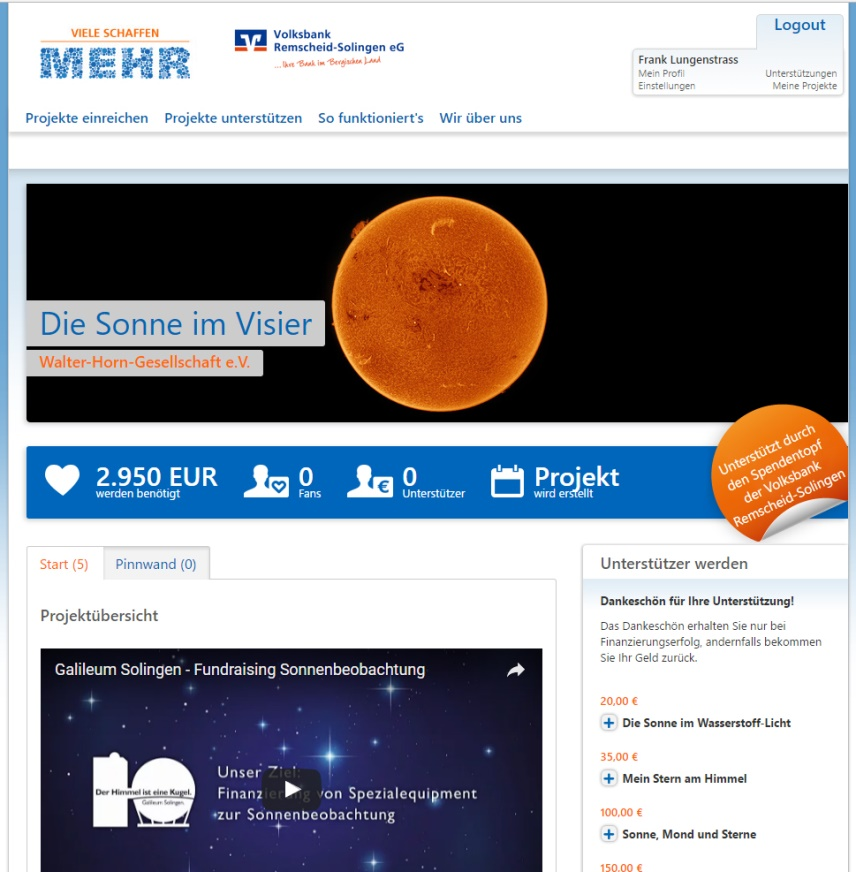 VIELE SCHAFFEN
MEHR
Volksbank
Remscheid-Solingen eG
...Ihre Bank im Bergischen Land
Logout
Frank Lungenstrass
Mein Profil
Unterstützungen
Einstellungen
Meine Projekte
Projekte einreichen
Projekte unterstützen
So funktioniert's
Wir über uns
Die Sonne im Visier
Walter-Horn-Gesellschaft e.V.
2.950 EUR
werden benötigt
0
Fans
0
Unterstützer
Projekt
wird erstellt
Unterstützt durch
den Spendentopf
der Volksbank
Remscheid-Solingen
Start (5)
Pinnwand (0)
Projektübersicht
Galileum Solingen - Fundraising Sonnenbeobachtung
Der Himmel ist eine Kugel.
Galileum Solingen
Unser Ziel:
Finanzierung von Spezialequipment
zur Sonnenbeobachtung
Unterstützer werden
Dankeschön für Ihre Unterstützung!
Das Dankeschön erhalten Sie nur bei
Finanzierungserfolg, andernfalls bekommen
Sie Ihr Geld zurück.
20,00 €
Die Sonne im Wasserstoff-Licht
35,00 €
Mein Stern am Himmel
100,00 €
Sonne, Mond und Sterne
150,00 €